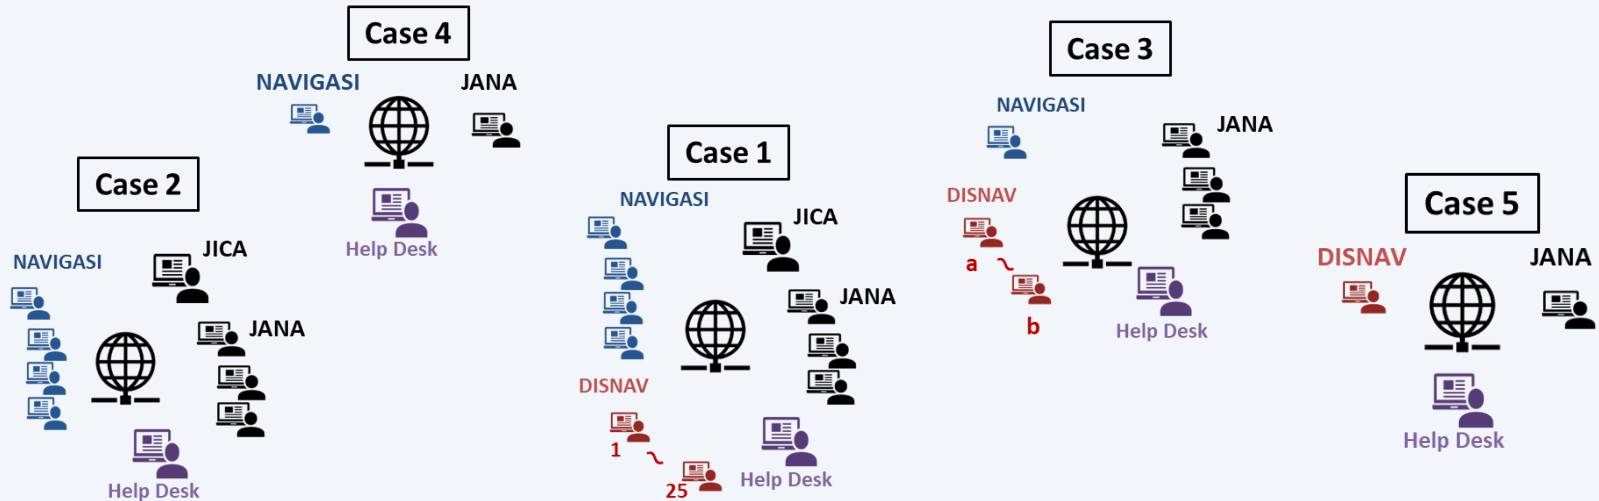 Case 4
NAVIGASI
JANA
Help Desk
Case 2
NAVIGASI
JICA
JANA
Help Desk
Case 1
NAVIGASI
JICA
JANA
DISNAV
1
~
25
Help Desk
Case 3
NAVIGASI
JANA
DISNAV
a
~
b
Help Desk
Case 5
DISNAV
JANA
Help Desk